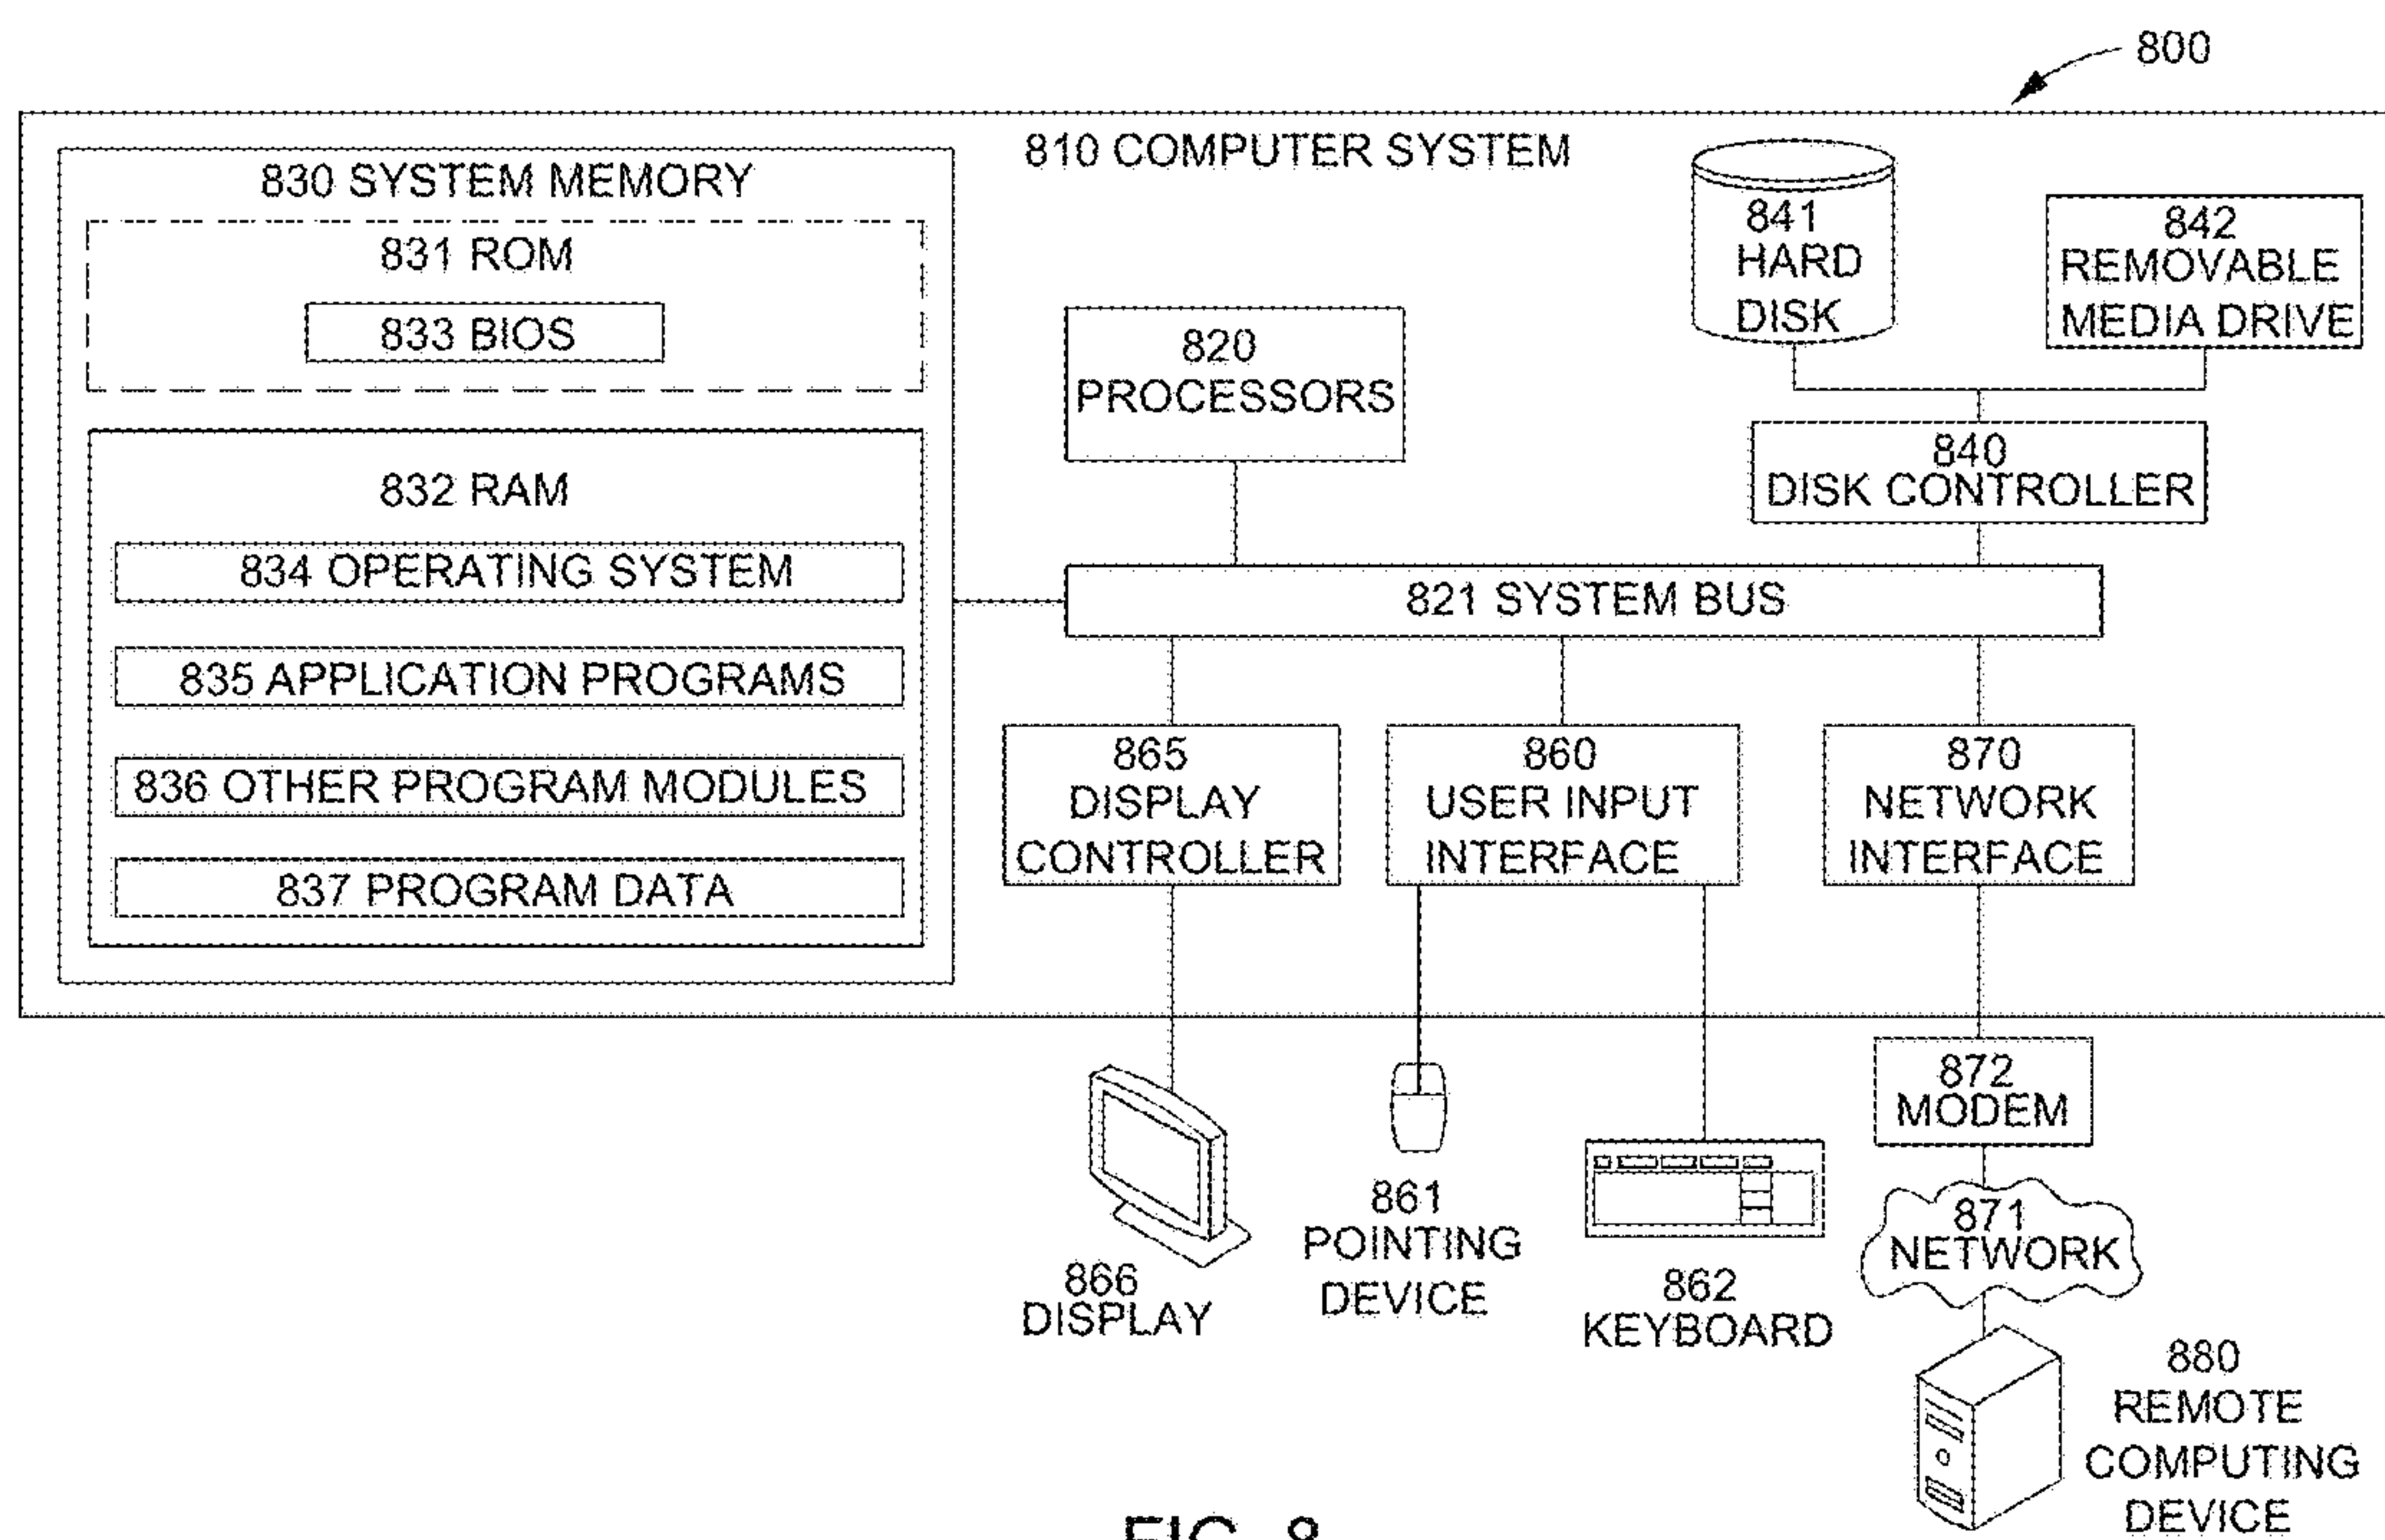 800
810 COMPUTER SYSTEM
830 SYSTEM MEMORY
831 ROM
833 BIOS
832 RAM
834 OPERATING SYSTEM
835 APPLICATION PROGRAMS
836 OTHER PROGRAM MODULES
837 PROGRAM DATA
820
PROCESSORS
841
HARD
DISK
842
REMOVABLE
MEDIA DRIVE
840
DISK CONTROLLER
821 SYSTEM BUS
865
DISPLAY
CONTROLLER
860
USER INPUT
INTERFACE
870
NETWORK
INTERFACE
866
DISPLAY
861
POINTING
DEVICE
862
KEYBOARD
872
MODEM
871
NETWORK
880
REMOTE
COMPUTING
DEVICE
FIG. 8